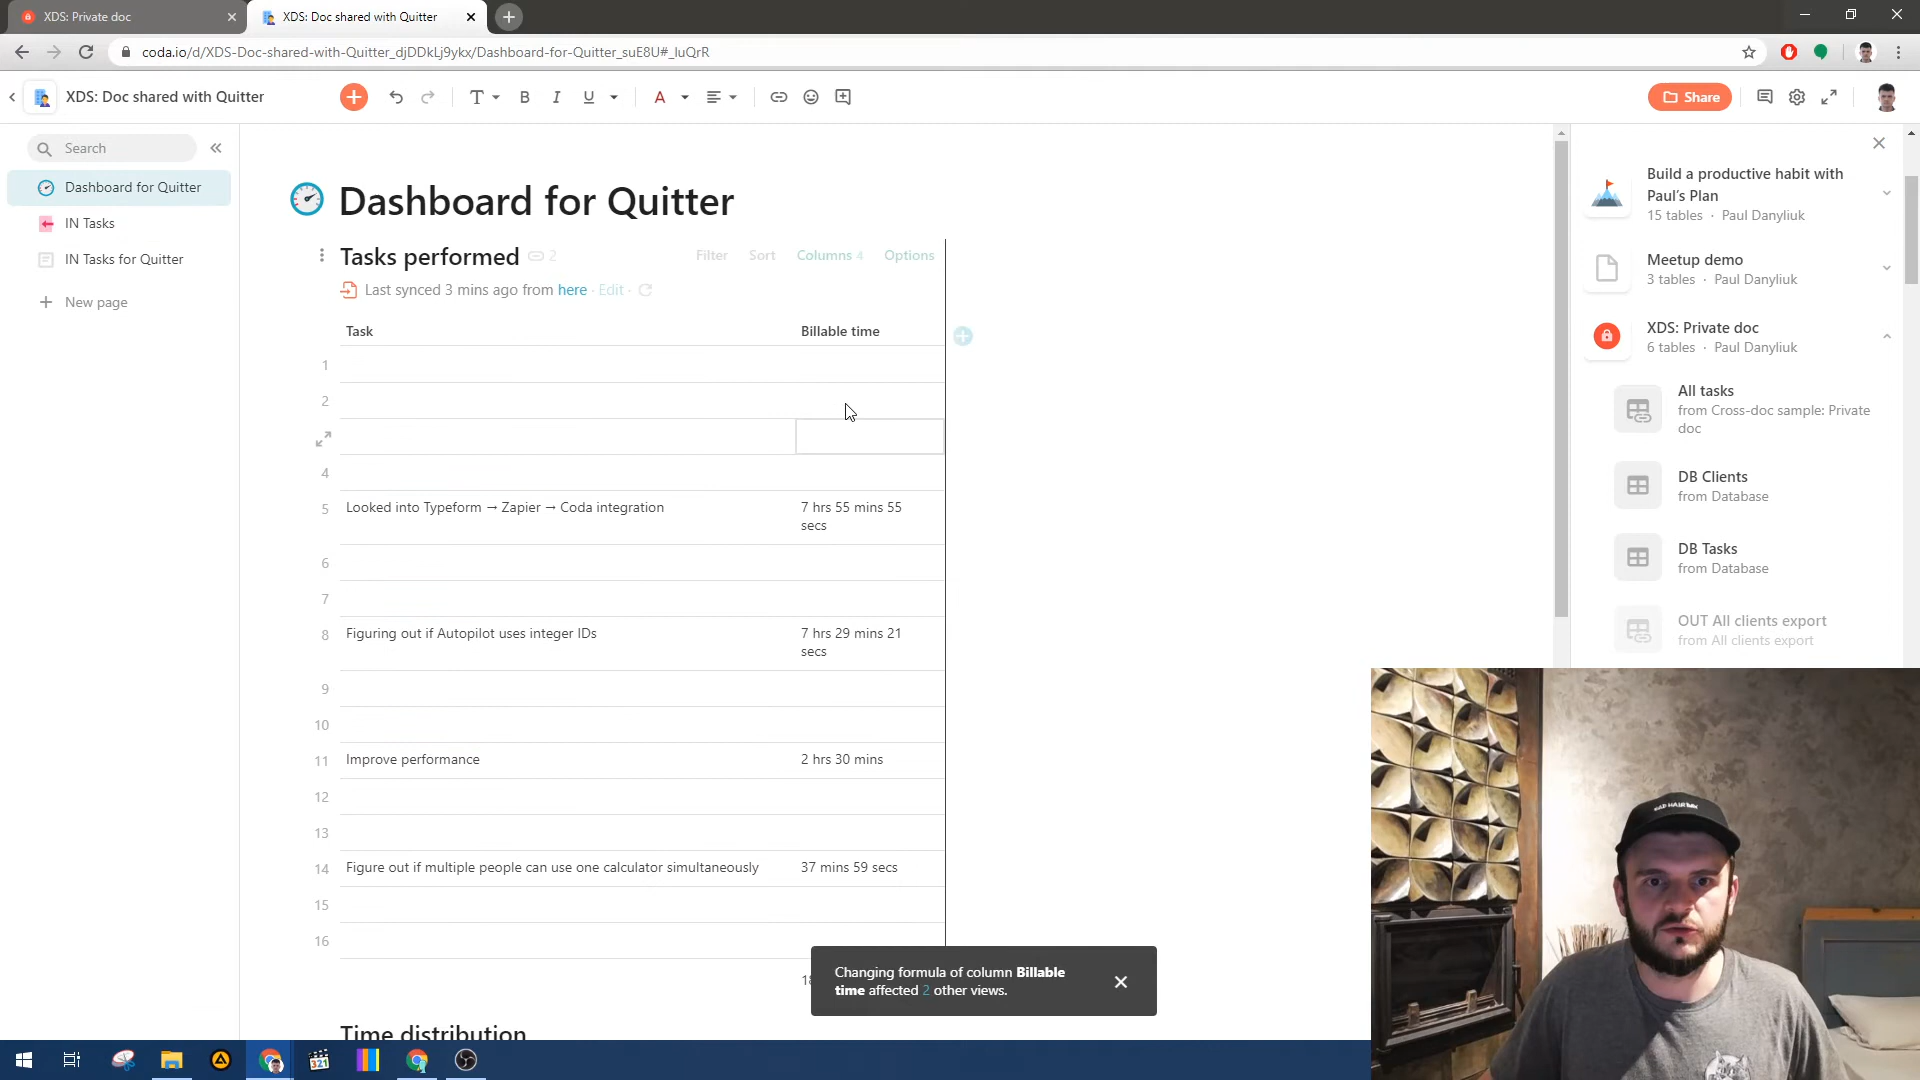 XDS: Private doc
XDS: Doc shared with Quitter
coda.io/d/XDS-Doc-shared-with-Quitter_djDDkLj9ykx/Dashboard-for-Quitter_suE8U#_luQrR
XDS: Doc shared with Quitter
Share
Search
Dashboard for Quitter
IN Tasks
IN Tasks for Quitter
New page
Dashboard for Quitter
Tasks performed 2
Filter Sort Columns 4 Options
Last synced 3 mins ago from here · Edit ·
Task Billable time
1
2
4
5 Looked into Typeform → Zapier → Coda integration 7 hrs 55 mins 55
secs
6
7
8 Figuring out if Autopilot uses integer IDs 7 hrs 29 mins 21
secs
9
10
11 Improve performance 2 hrs 30 mins
12
13
14 Figure out if multiple people can use one calculator simultaneously 37 mins 59 secs
15
16
Changing formula of column Billable
time affected 2 other views.
Time distribution
Build a productive habit with
Paul's Plan
15 tables · Paul Danyliuk
Meetup demo
3 tables · Paul Danyliuk
XDS: Private doc
6 tables · Paul Danyliuk
All tasks
from Cross-doc sample: Private
doc
DB Clients
from Database
DB Tasks
from Database
OUT All clients export
from All clients export
321